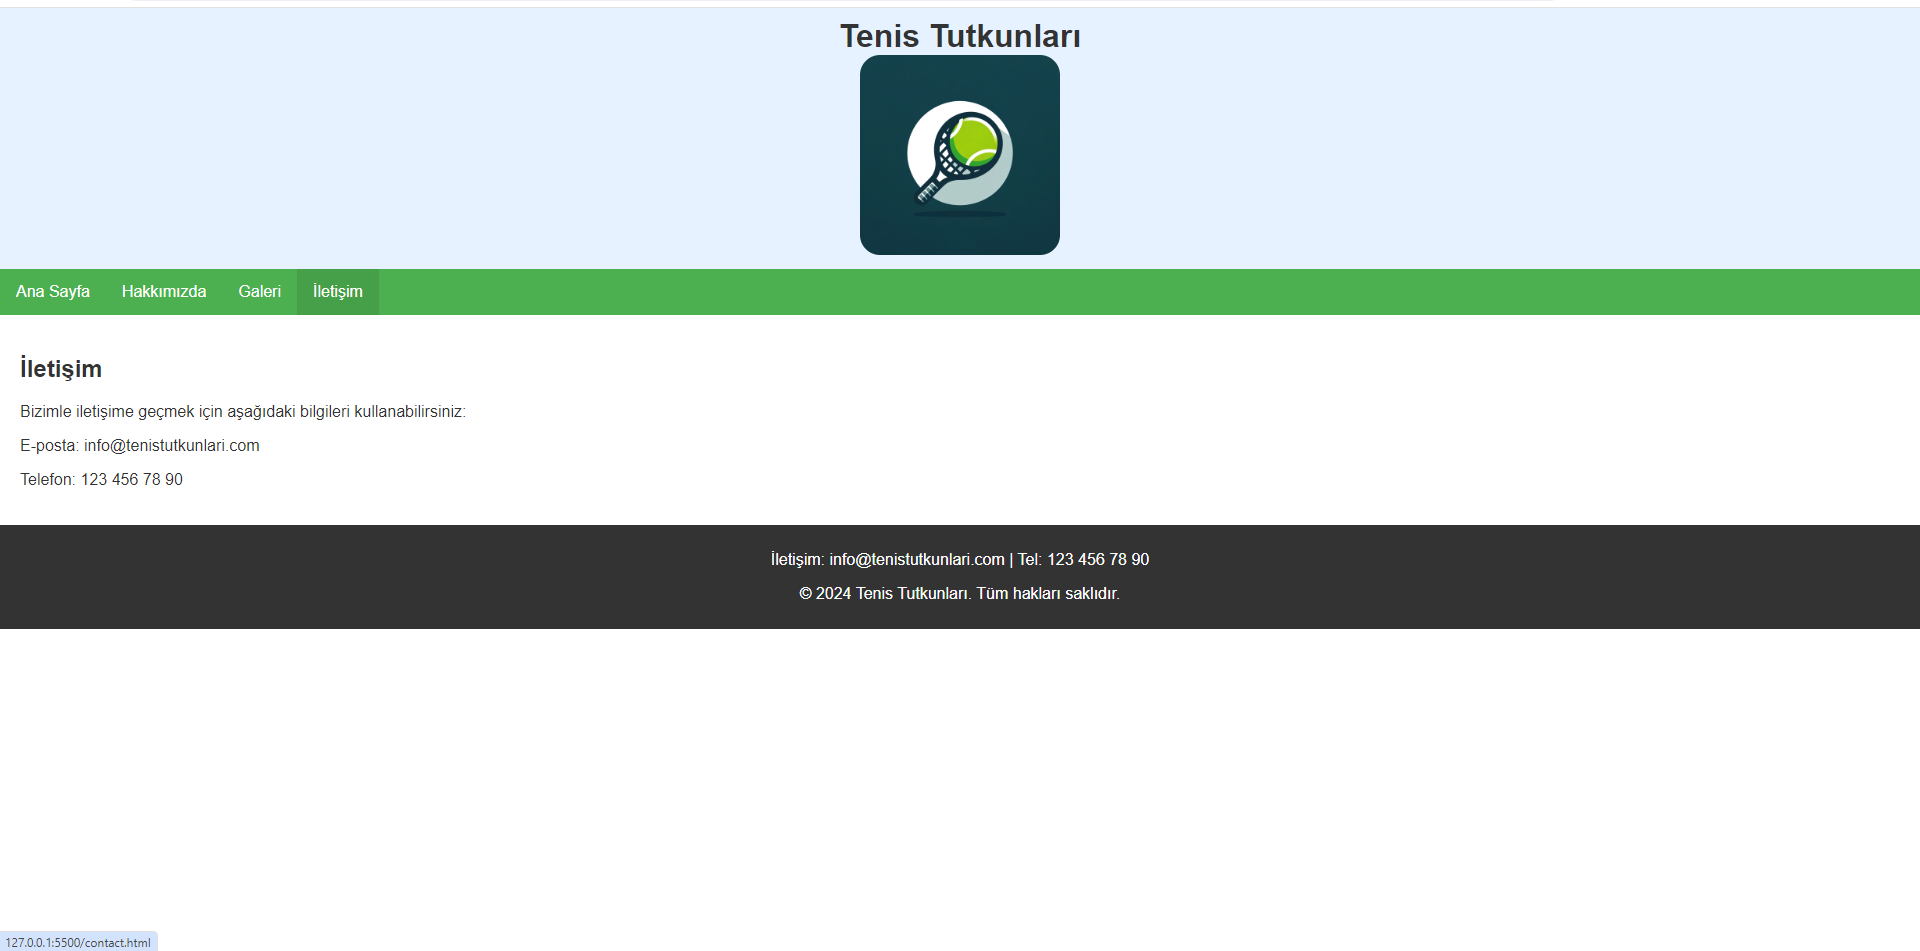 Tenis Tutkunları
Ana Sayfa Hakkımızda Galeri İletişim
İletişim
Bizimle iletişime geçmek için aşağıdaki bilgileri kullanabilirsiniz:
E-posta: info@tenistutkunlari.com
Telefon: 123 456 78 90
İletişim: info@tenistutkunlari.com | Tel: 123 456 78 90
© 2024 Tenis Tutkunları. Tüm hakları saklıdır.
127.0.0.1:5500/contact.html